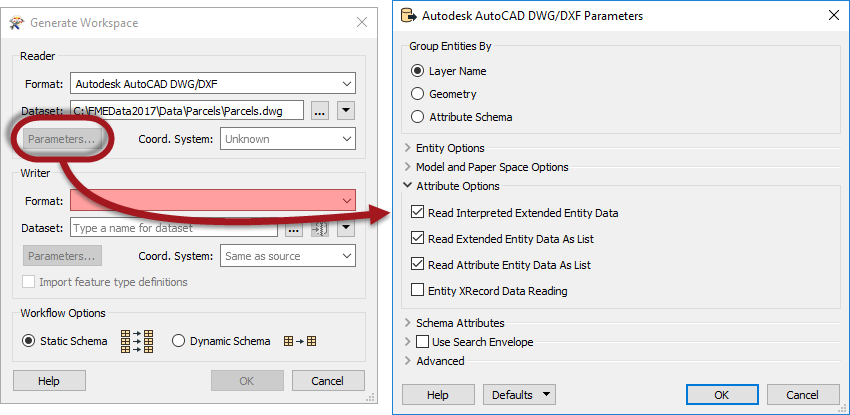 Generate Workspace
Reader
Format: Autodesk AutoCAD DWG/DXF
Dataset: C:\FMEData2017\Data\Parcels\Parcels.dwg ...
Parameters... Coord. System: Unknown
Writer
Format:
Dataset: Type a name for dataset ...
Parameters... Coord. System: Same as source
Import feature type definitions
Workflow Options
Static Schema Dynamic Schema
Help OK Cancel
Autodesk AutoCAD DWG/DXF Parameters
Group Entities By
Layer Name
Geometry
Attribute Schema
Entity Options
Model and Paper Space Options
Attribute Options
Read Interpreted Extended Entity Data
Read Extended Entity Data As List
Read Attribute Entity Data As List
Entity XRecord Data Reading
Schema Attributes
Use Search Envelope
Advanced
Help Defaults OK Cancel